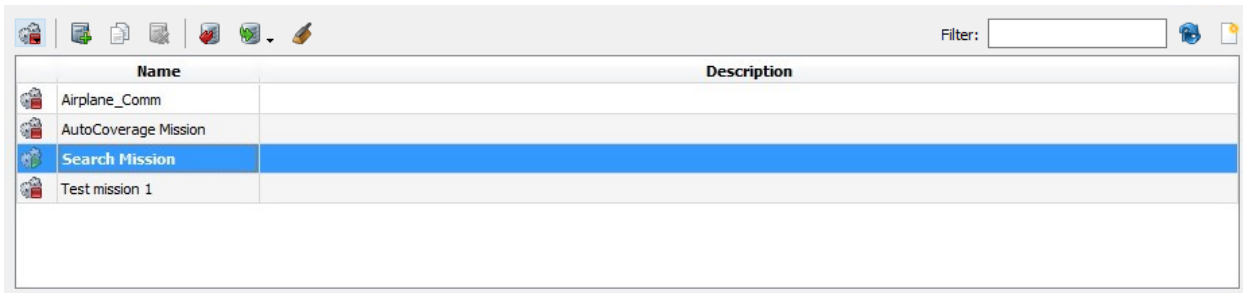 Filter:
Name Description
Airplane_Comm
AutoCoverage Mission
Search Mission
Test mission 1